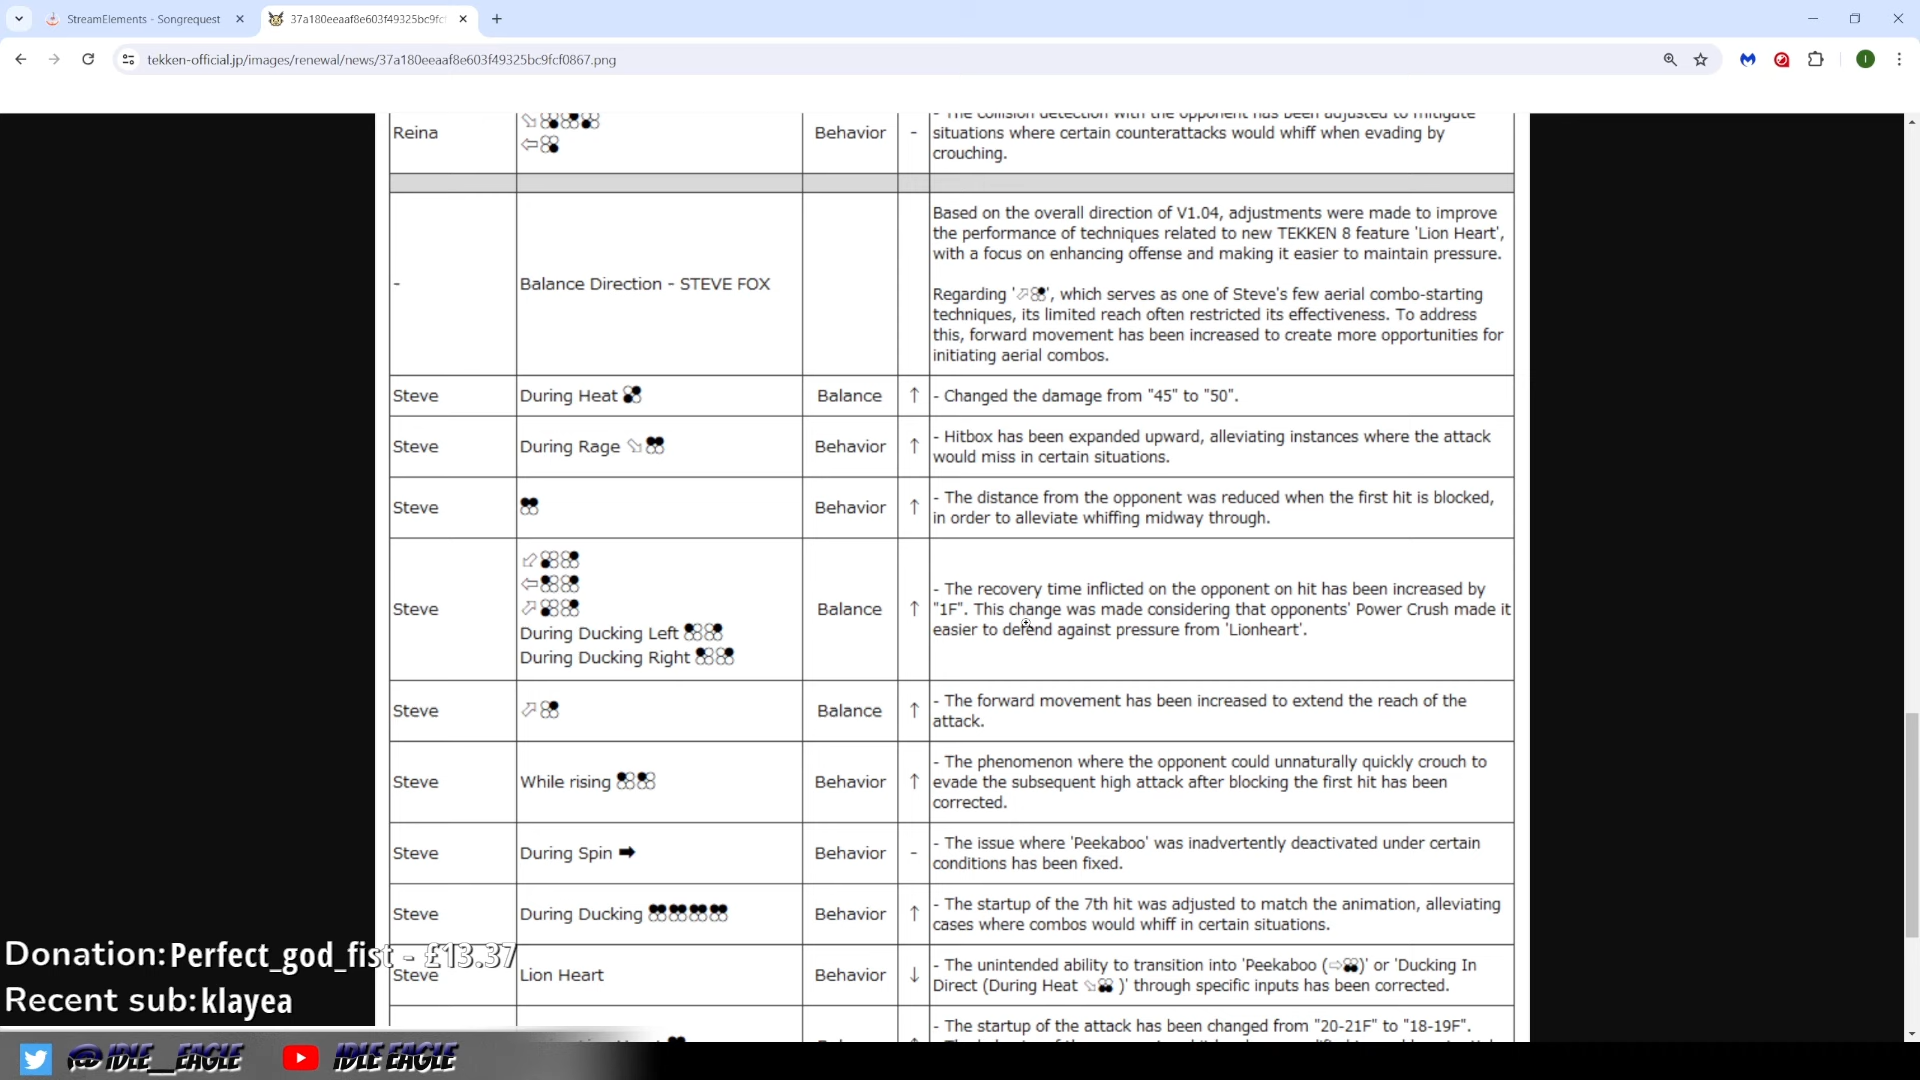 StreamElements - Songrequest
37a180eeaaf8e603f49325bc9fc
tekken-official.jp/images/renewal/news/37a180eeaaf8e603f49325bc9fcf0867.png
I
Reina
Behavior
-
- The collision detection with the opponent has been adjusted to mitigate
situations where certain counterattacks would whiff when evading by
crouching.
-
Balance Direction - STEVE FOX
Based on the overall direction of V1.04, adjustments were made to improve
the performance of techniques related to new TEKKEN 8 feature 'Lion Heart',
with a focus on enhancing offense and making it easier to maintain pressure.
Regarding '⬀', which serves as one of Steve's few aerial combo-starting
techniques, its limited reach often restricted its effectiveness. To address
this, forward movement has been increased to create more opportunities for
initiating aerial combos.
Steve
During Heat
Balance
↑
- Changed the damage from "45" to "50".
Steve
During Rage
Behavior
↑
- Hitbox has been expanded upward, alleviating instances where the attack
would miss in certain situations.
Steve
Behavior
↑
- The distance from the opponent was reduced when the first hit is blocked,
in order to alleviate whiffing midway through.
Steve
During Ducking Left
During Ducking Right
Balance
↑
- The recovery time inflicted on the opponent on hit has been increased by
"1F". This change was made considering that opponents' Power Crush made it
easier to defend against pressure from 'Lionheart'.
Steve
Balance
↑
- The forward movement has been increased to extend the reach of the
attack.
Steve
While rising
Behavior
↑
- The phenomenon where the opponent could unnaturally quickly crouch to
evade the subsequent high attack after blocking the first hit has been
corrected.
Steve
During Spin
Behavior
-
- The issue where 'Peekaboo' was inadvertently deactivated under certain
conditions has been fixed.
Steve
During Ducking
Behavior
↑
- The startup of the 7th hit was adjusted to match the animation, alleviating
cases where combos would whiff in certain situations.
Steve
Lion Heart
Behavior
↓
- The unintended ability to transition into 'Peekaboo (⇨)' or 'Ducking In
Direct (During Heat ⬂ )' through specific inputs has been corrected.
- The startup of the attack has been changed from "20-21F" to "18-19F".
Donation: Perfect_god_fist - £13.37
Recent sub: klayea
@IDLE__EAGLE
IDLE EAGLE